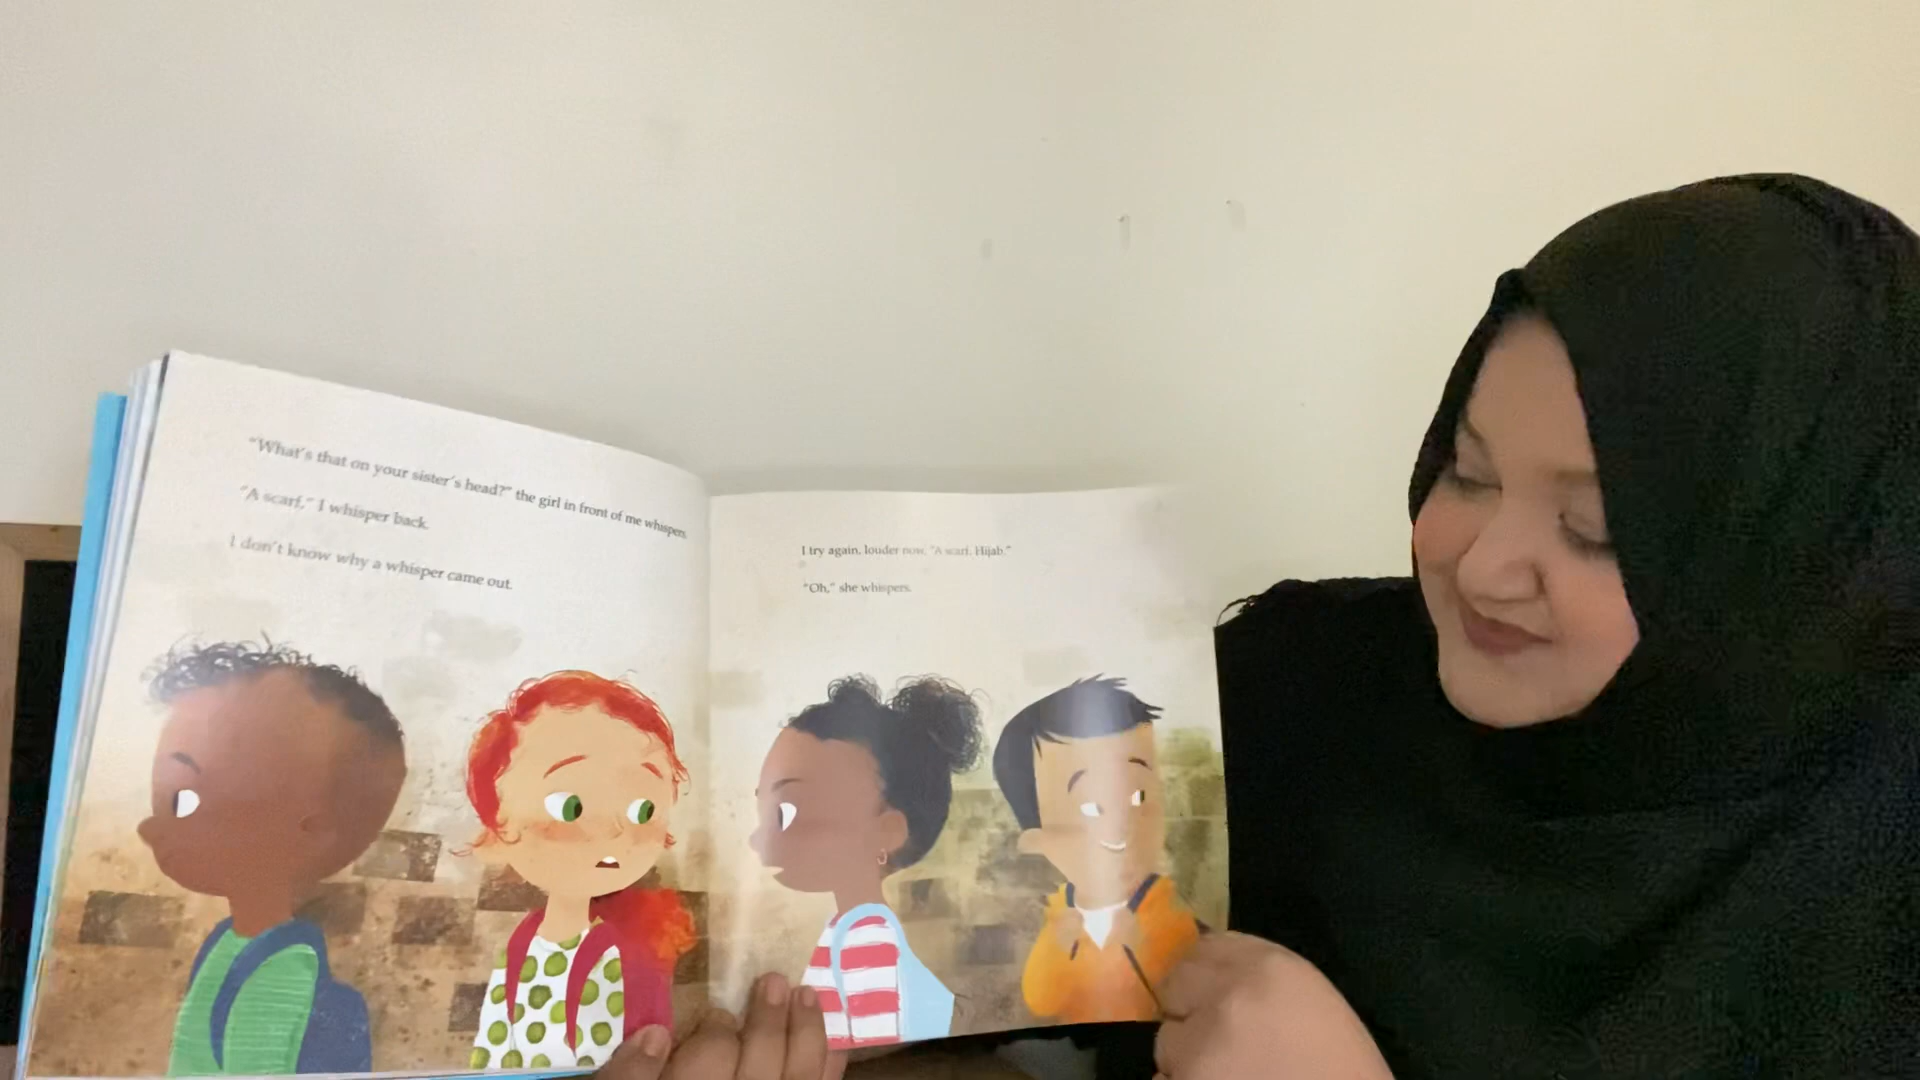 "What's that on your sister's head?" the girl in front of me whispers.
"A scarf," I whisper back.
I don't know why a whisper came out.
I try again, louder now, "A scarf. Hijab."
"Oh," she whispers.